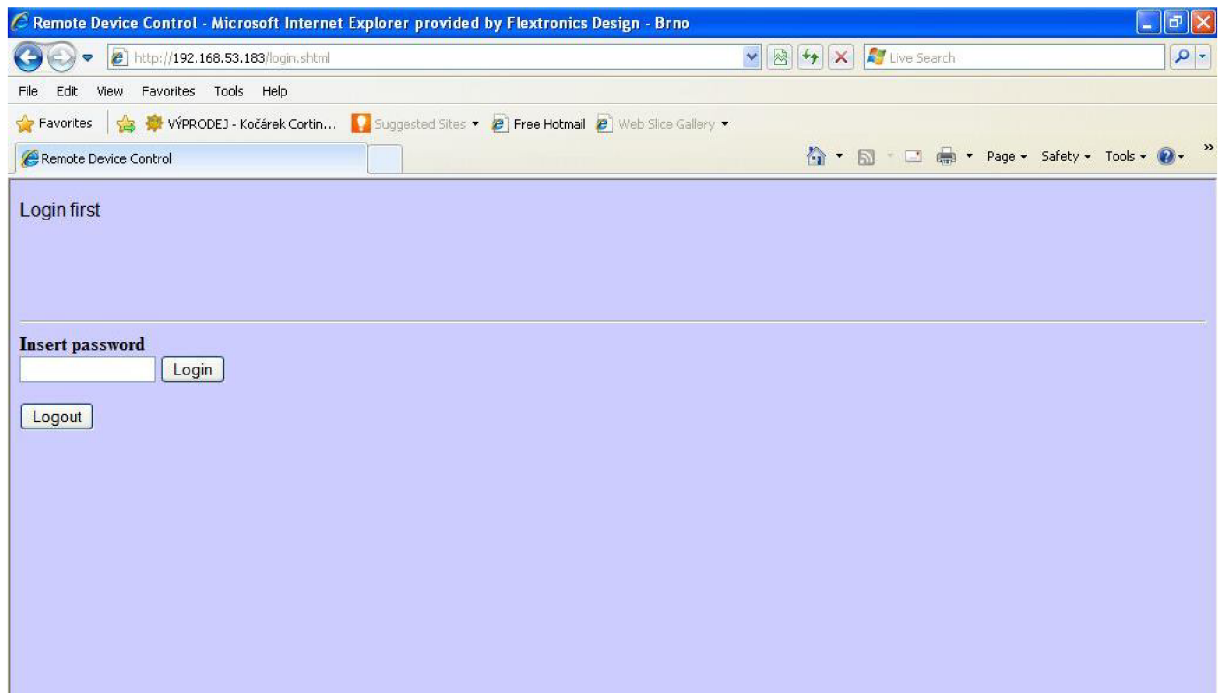 Remote Device Control - Microsoft Internet Explorer provided by Flextronics Design - Brno
http://192.168.53.183/login.shtml Live Search
File Edit View Favorites Tools Help
Favorites VÝPRODEJ - Kočárek Cortin... Suggested Sites Free Hotmail Web Slice Gallery
Remote Device Control Page Safety Tools »
Login first
Insert password
Login
Logout